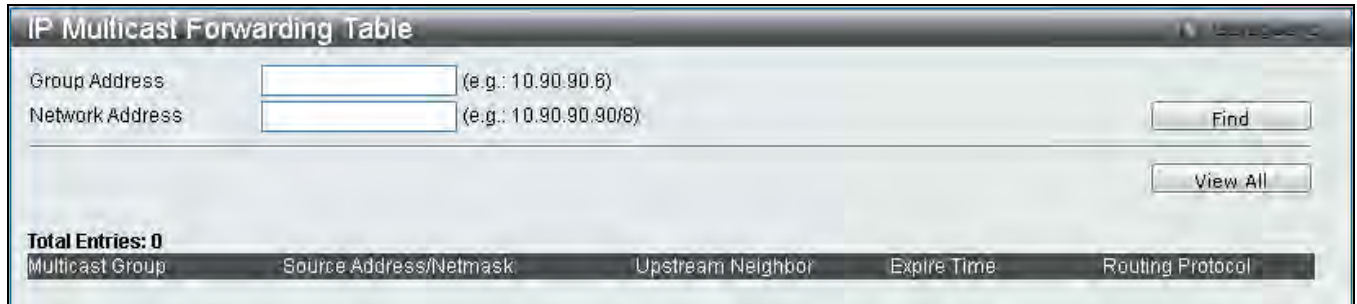 IP Multicast Forwarding Table
Group Address (e.g.: 10.90.90.6)
Network Address (e.g.: 10.90.90.90/8)
Find
View All
Total Entries: 0
Multicast Group Source Address/Netmask Upstream Neighbor Expire Time Routing Protocol